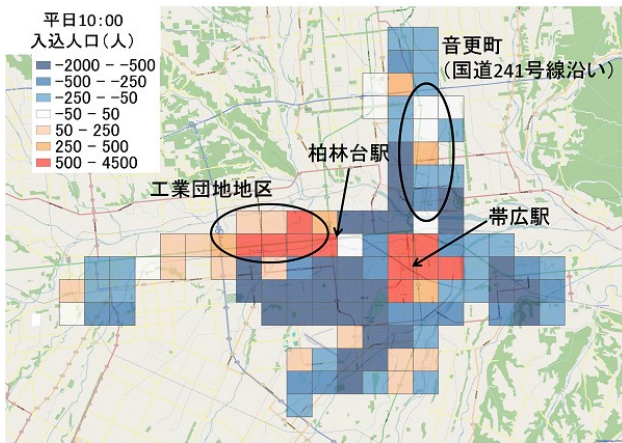 平日10:00
入込人口(人)
-2000 - -500
-500 - -250
-250 - -50
-50 - 50
50 - 250
250 - 500
500 - 4500
音更町
(国道241号線沿い)
柏林台駅
工業団地地区
帯広駅